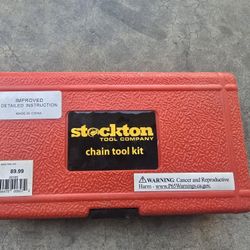 IMPROVED
DETAILED INSTRUCTION
MADE IN CHINA
stockton
TOOL COMPANY
chain tool kit
89.99
WARNING: Cancer and Reproductive
Harm - www.P65Warnings.ca.gov